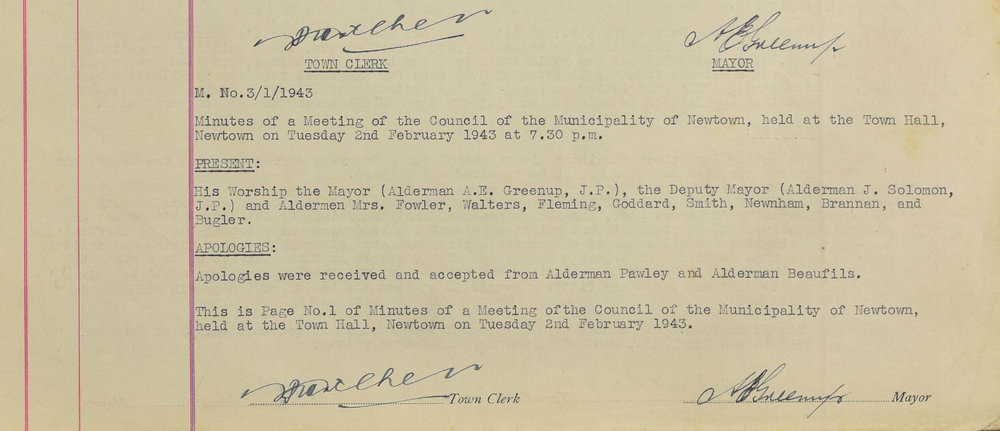 A E Greenup
TOWN CLERK MAYOR
M. No.3/1/1943
Minutes of a Meeting of the Council of the Municipality of Newtown, held at the Town Hall,
Newtown on Tuesday 2nd February 1943 at 7.30 p.m.
PRESENT:
His Worship the Mayor (Alderman A.E. Greenup, J.P.), the Deputy Mayor (Alderman J. Solomon,
J.P.) and Aldermen Mrs. Fowler, Walters, Fleming, Goddard, Smith, Newnham, Brannan, and
Bugler.
APOLOGIES:
Apologies were received and accepted from Alderman Pawley and Alderman Beaufils.
This is Page No.1 of Minutes of a Meeting ofthe Council of the Municipality of Newtown,
held at the Town Hall, Newtown on Tuesday 2nd February 1943.
Town Clerk A E Greenup Mayor